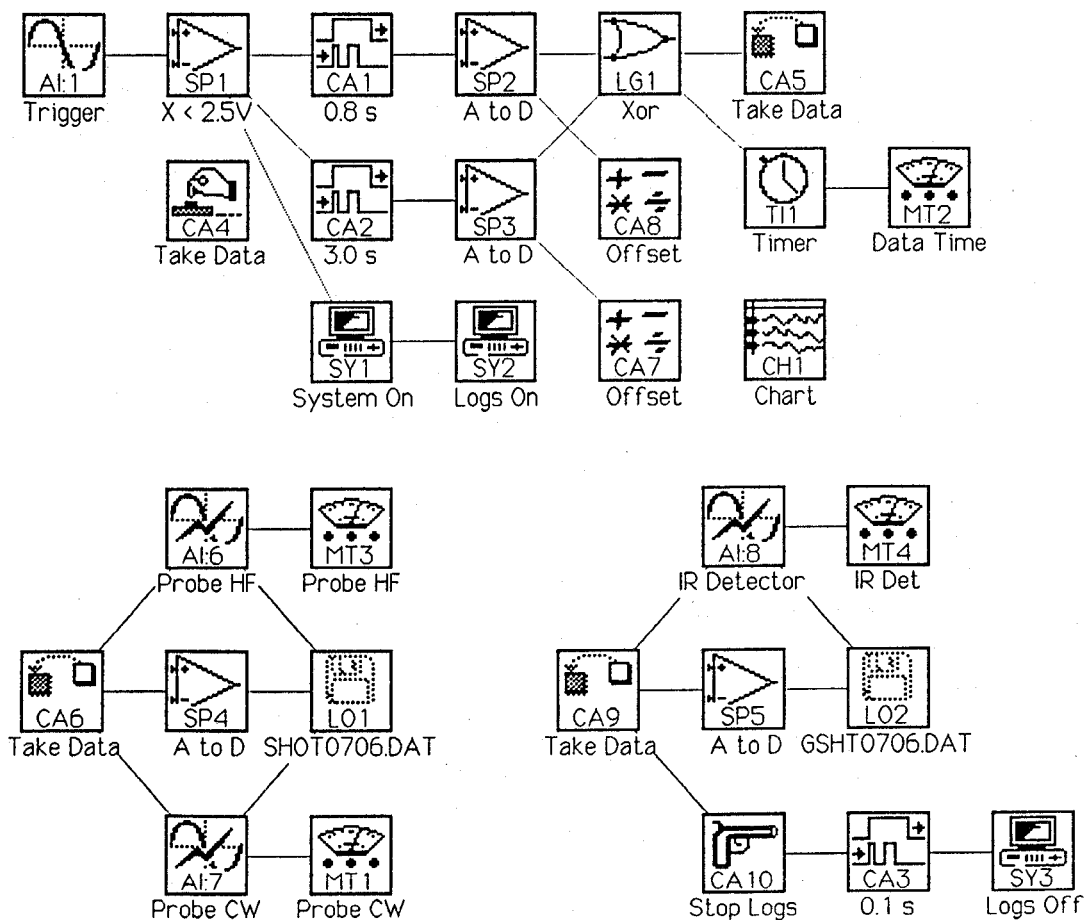 AI:1 SP1 CA1 SP2 LG1 CA5
Trigger X < 2.5V 0.8 s A to D Xor Take Data
CA4 CA2 SP3 CA8 TI1 MT2
Take Data 3.0 s A to D Offset Timer Data Time
SY1 SY2 CA7 CH1
System On Logs On Offset Chart
AI:6 MT3 AI:8 MT4
Probe HF Probe HF IR Detector IR Det
CA6 SP4 LO1 CA9 SP5 LO2
Take Data A to D SHOT0706.DAT Take Data A to D GSHT0706.DAT
AI:7 MT1 CA10 CA3 SY3
Probe CW Probe CW Stop Logs 0.1 s Logs Off